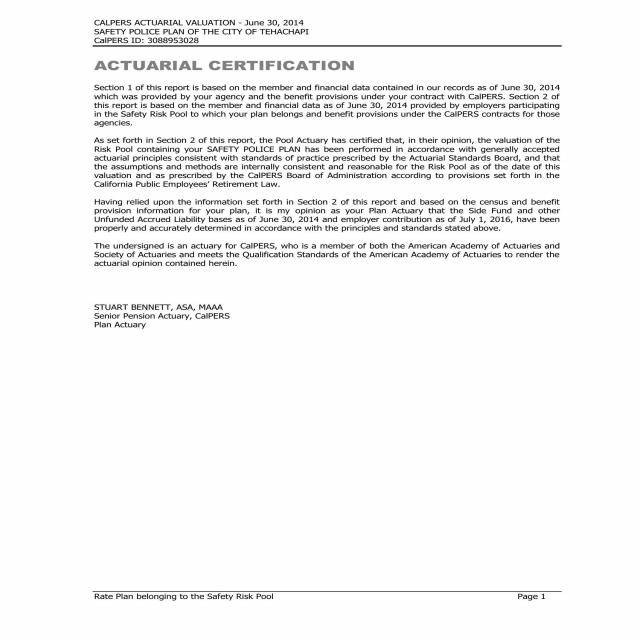 CALPERS ACTUARIAL VALUATION - June 30, 2014
SAFETY POLICE PLAN OF THE CITY OF TEHACHAPI
CalPERS ID: 3088953028
ACTUARIAL CERTIFICATION
Section 1 of this report is based on the member and financial data contained in our records as of June 30, 2014
which was provided by your agency and the benefit provisions under your contract with CalPERS. Section 2 of
this report is based on the member and financial data as of June 30, 2014 provided by employers participating
in the Safety Risk Pool to which your plan belongs and benefit provisions under the CalPERS contracts for those
agencies.
As set forth in Section 2 of this report, the Pool Actuary has certified that, in their opinion, the valuation of the
Risk Pool containing your SAFETY POLICE PLAN has been performed in accordance with generally accepted
actuarial principles consistent with standards of practice prescribed by the Actuarial Standards Board, and that
the assumptions and methods are internally consistent and reasonable for the Risk Pool as of the date of this
valuation and as prescribed by the CalPERS Board of Administration according to provisions set forth in the
California Public Employees’ Retirement Law.
Having relied upon the information set forth in Section 2 of this report and based on the census and benefit
provision information for your plan, it is my opinion as your Plan Actuary that the Side Fund and other
Unfunded Accrued Liability bases as of June 30, 2014 and employer contribution as of July 1, 2016, have been
properly and accurately determined in accordance with the principles and standards stated above.
The undersigned is an actuary for CalPERS, who is a member of both the American Academy of Actuaries and
Society of Actuaries and meets the Qualification Standards of the American Academy of Actuaries to render the
actuarial opinion contained herein.
STUART BENNETT, ASA, MAAA
Senior Pension Actuary, CalPERS
Plan Actuary
Rate Plan belonging to the Safety Risk Pool Page 1